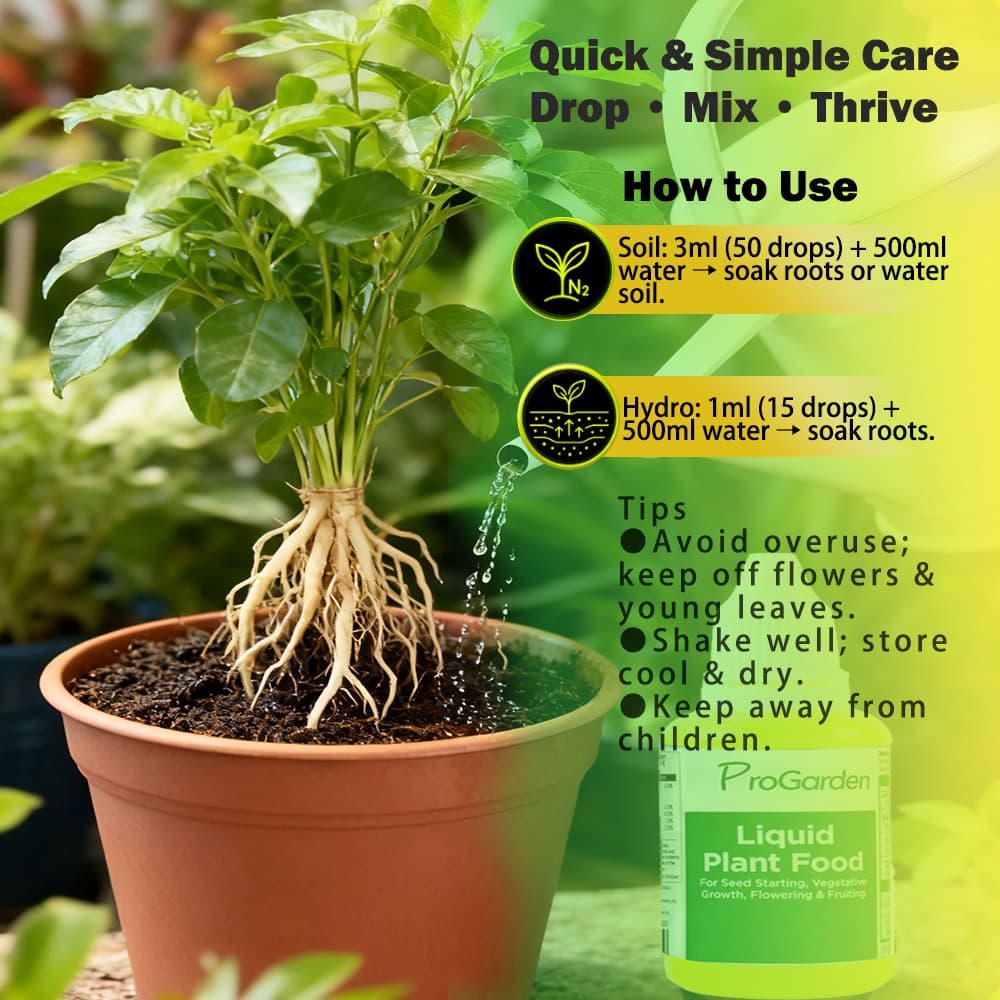 Quick & Simple Care
Drop • Mix • Thrive
How to Use
N₂
Soil: 3ml (50 drops) + 500ml
water → soak roots or water
soil.
Hydro: 1ml (15 drops) +
500ml water → soak roots.
Tips
●Avoid overuse;
keep off flowers &
young leaves.
●Shake well; store
cool & dry.
●Keep away from
children.
ProGarden
Liquid
Plant Food
For Seed Starting, Vegetative
Growth, Flowering & Fruiting